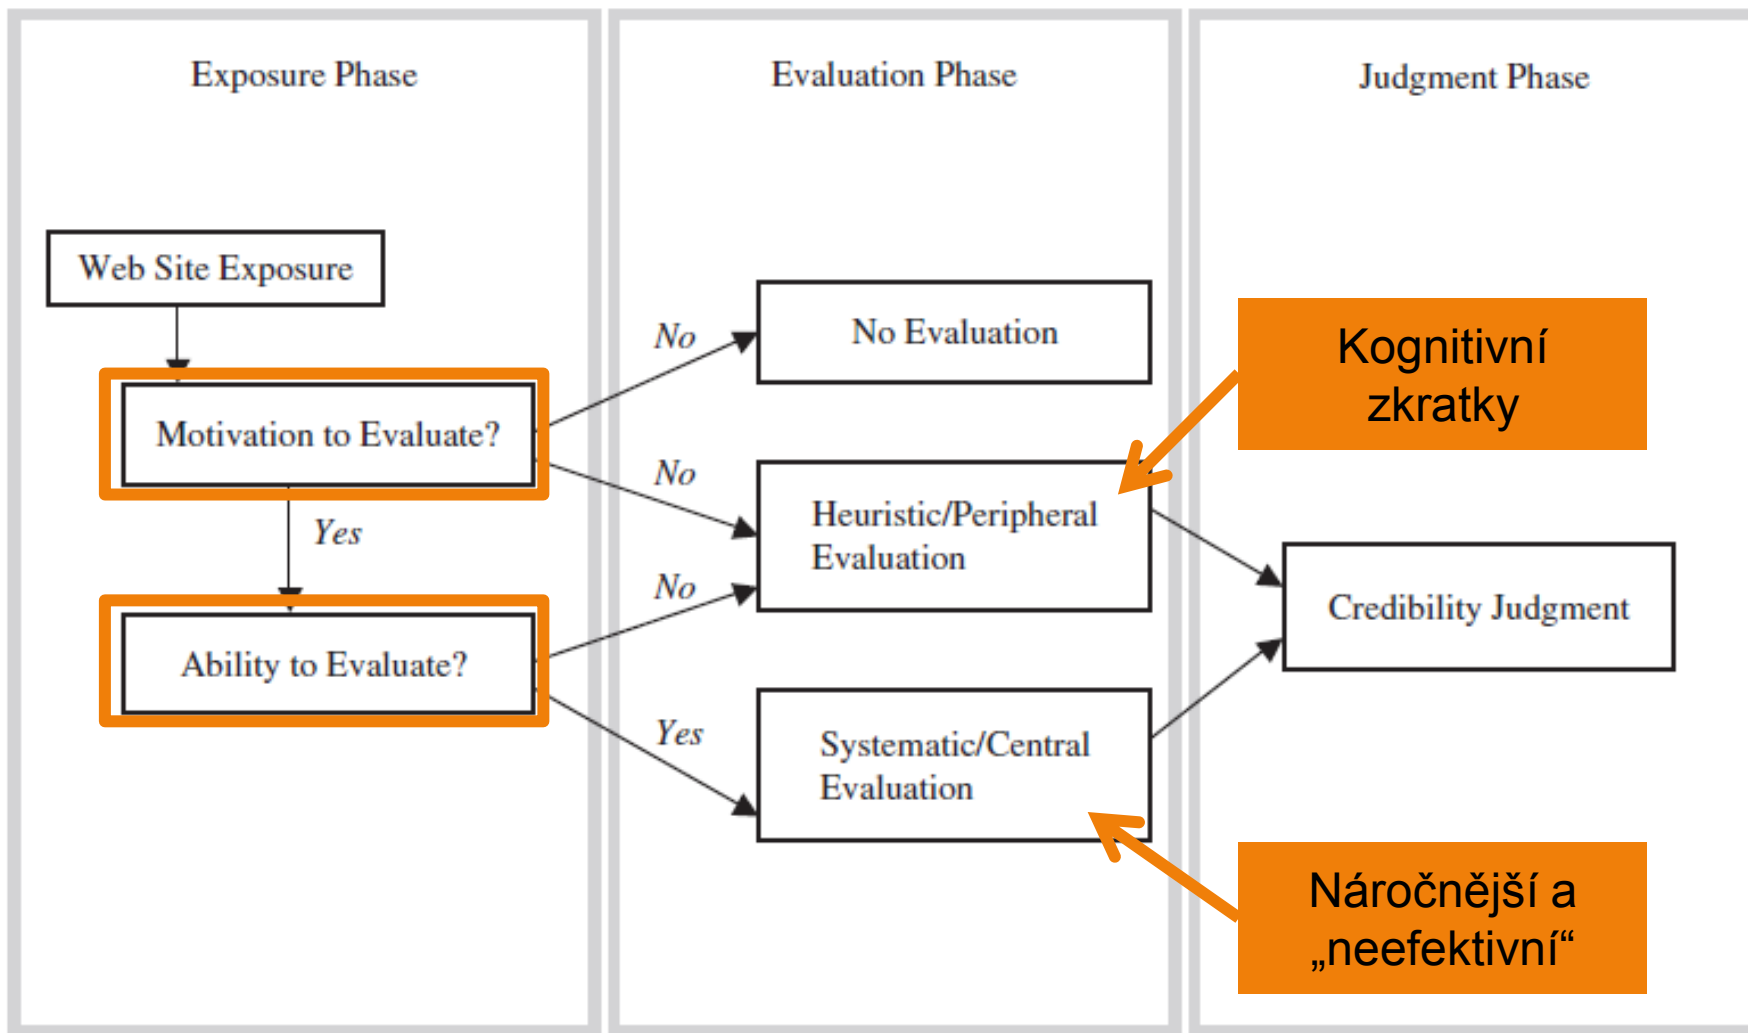 Exposure Phase
Evaluation Phase
Judgment Phase
Web Site Exposure
Motivation to Evaluate?
Yes
Ability to Evaluate?
No
No
No
Yes
No Evaluation
Heuristic/Peripheral
Evaluation
Systematic/Central
Evaluation
Kognitivní
zkratky
Credibility Judgment
Náročnější a
„neefektivní“